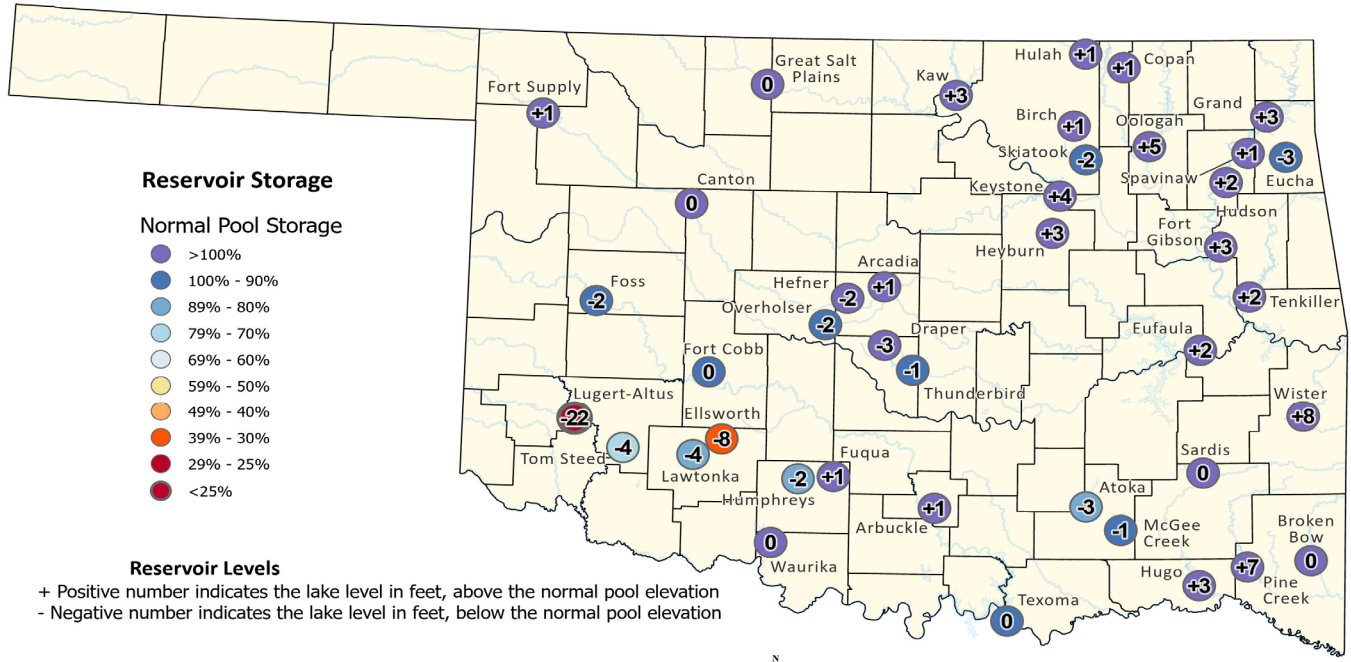 Hulah
+1
+1
Copan
Great Salt
Plains
0
Kaw
+3
Fort Supply
+1
Grand
+3
Birch
+1
Oologah
+5
Skiatook
-2
+1
-3
Spavinaw
Eucha
+2
Hudson
Reservoir Storage
Canton
0
Keystone
+4
Normal Pool Storage
>100%
100% - 90%
89% - 80%
79% - 70%
69% - 60%
59% - 50%
49% - 40%
39% - 30%
29% - 25%
<25%
Heyburn
+3
Fort
Gibson
+3
Arcadia
+1
Hefner
-2
Foss
-2
Overholser
-2
+2
Tenkiller
Draper
-3
Eufaula
+2
Fort Cobb
0
-1
Thunderbird
Lugert-Altus
-22
Wister
+8
Ellsworth
-8
Tom Steed
-4
-4
Lawtonka
Fuqua
+1
-2
Humphreys
Sardis
0
Atoka
-3
Arbuckle
+1
-1
McGee
Creek
Broken
Bow
0
0
Waurika
Hugo
+3
+7
Pine
Creek
Texoma
0
Reservoir Levels
+ Positive number indicates the lake level in feet, above the normal pool elevation
- Negative number indicates the lake level in feet, below the normal pool elevation
N